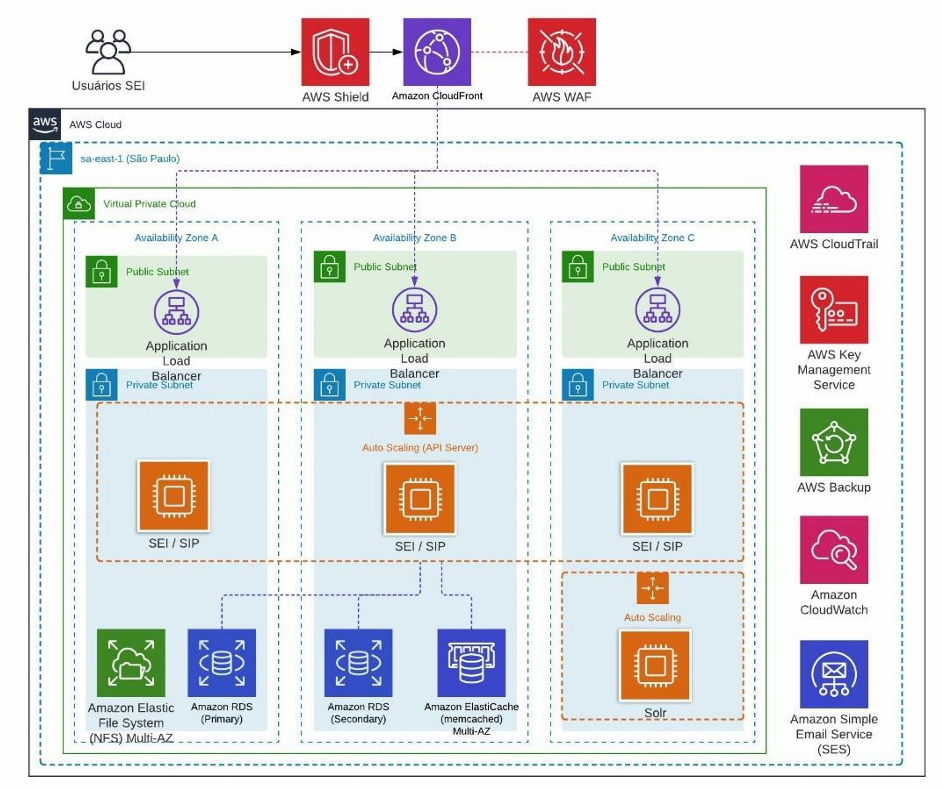 Usuários SEI
AWS Shield
Amazon CloudFront
AWS WAF
aws
AWS Cloud
sa-east-1 (São Paulo)
Virtual Private Cloud
Availability Zone A
Availability Zone B
Availability Zone C
Public Subnet
Public Subnet
Public Subnet
Application
Load
Balancer
Application
Load
Balancer
Application
Load
Balancer
Private Subnet
Private Subnet
Private Subnet
Auto Scaling (API Server)
SEI / SIP
SEI / SIP
SEI / SIP
Auto Scaling
Solr
Amazon Elastic
File System
(NFS) Multi-AZ
Amazon RDS
(Primary)
Amazon RDS
(Secondary)
Amazon ElastiCache
(memcached)
Multi-AZ
AWS CloudTrail
AWS Key
Management
Service
AWS Backup
Amazon
CloudWatch
Amazon Simple
Email Service
(SES)